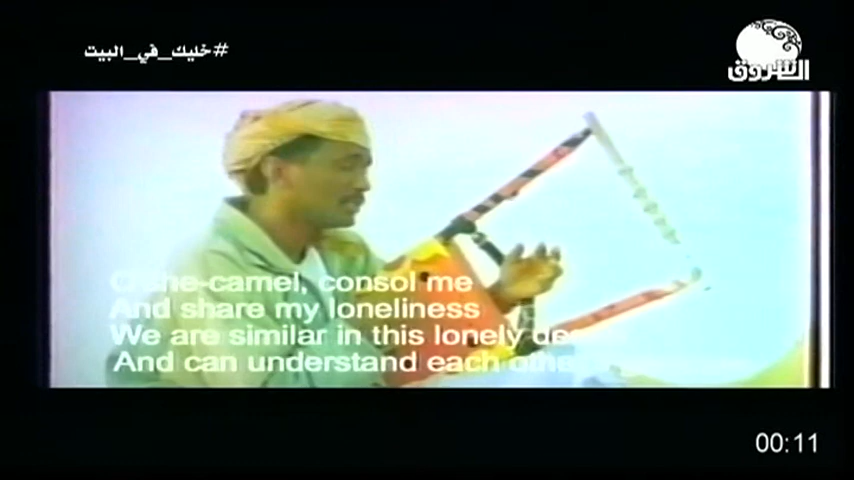 #خليك_في_البيت
الشروق
camel, consol me
And share my loneliness
We are similar in this lonely
And can understand each
00:11